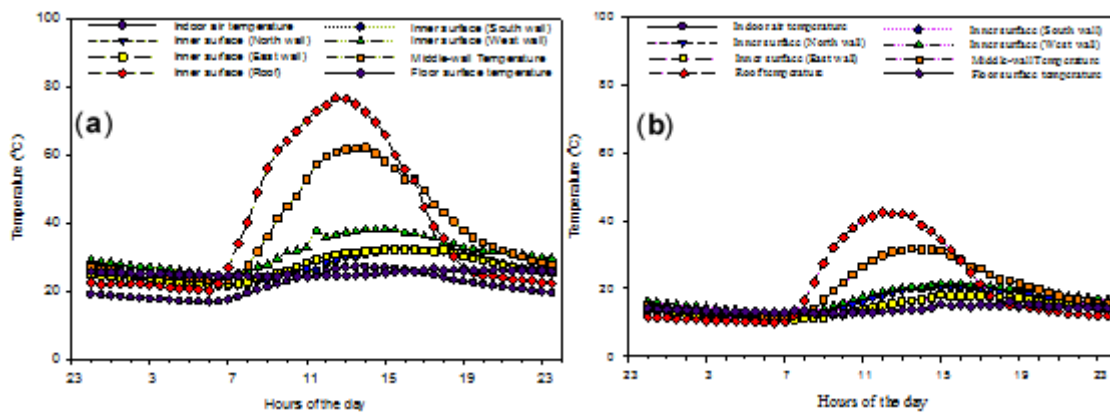 100
80
60
40
20
0
Temperature (°C)
(a)
Indoor air temperature
Inner surface (North wall)
Inner surface (East wall)
Inner surface (Roof)
Inner surface (South wall)
Inner surface (West wall)
Middle-wall Temperature
Floor surface temperature
23 3 7 11 15 19 23
Hours of the day
100
80
60
40
20
0
Temperature (°C)
(b)
Indoor air temperature
Inner surface (North wall)
Inner surface (East wall)
Roof temperature
Inner surface (South wall)
Inner surface (West wall)
Middle-wall Temperature
Floor surface temperature
23 3 7 11 15 19 23
Hours of the day